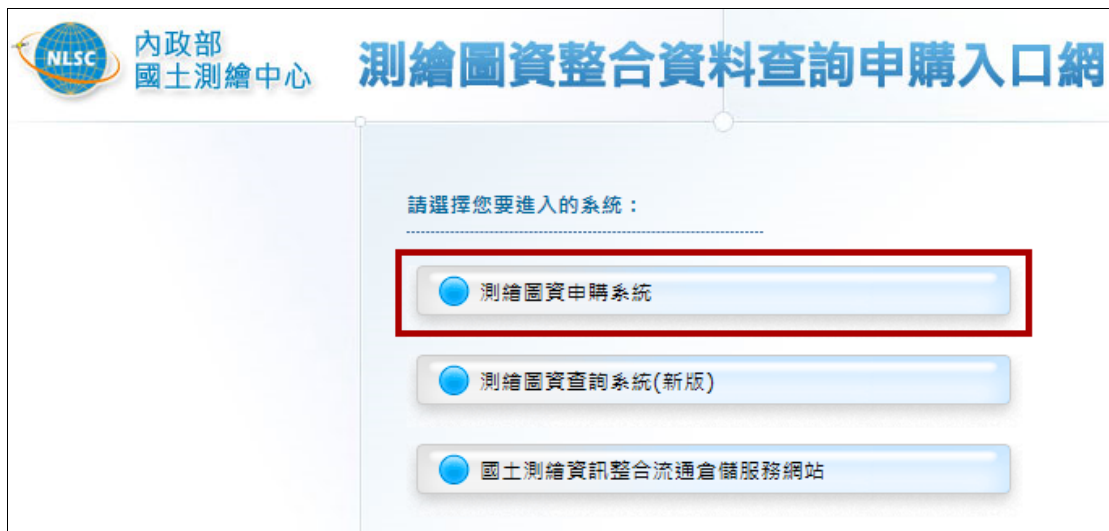 NLSC
內政部
國土測繪中心
測繪圖資整合資料查詢申購入口網
請選擇您要進入的系統：
測繪圖資申購系統
測繪圖資查詢系統(新版)
國土測繪資訊整合流通倉儲服務網站